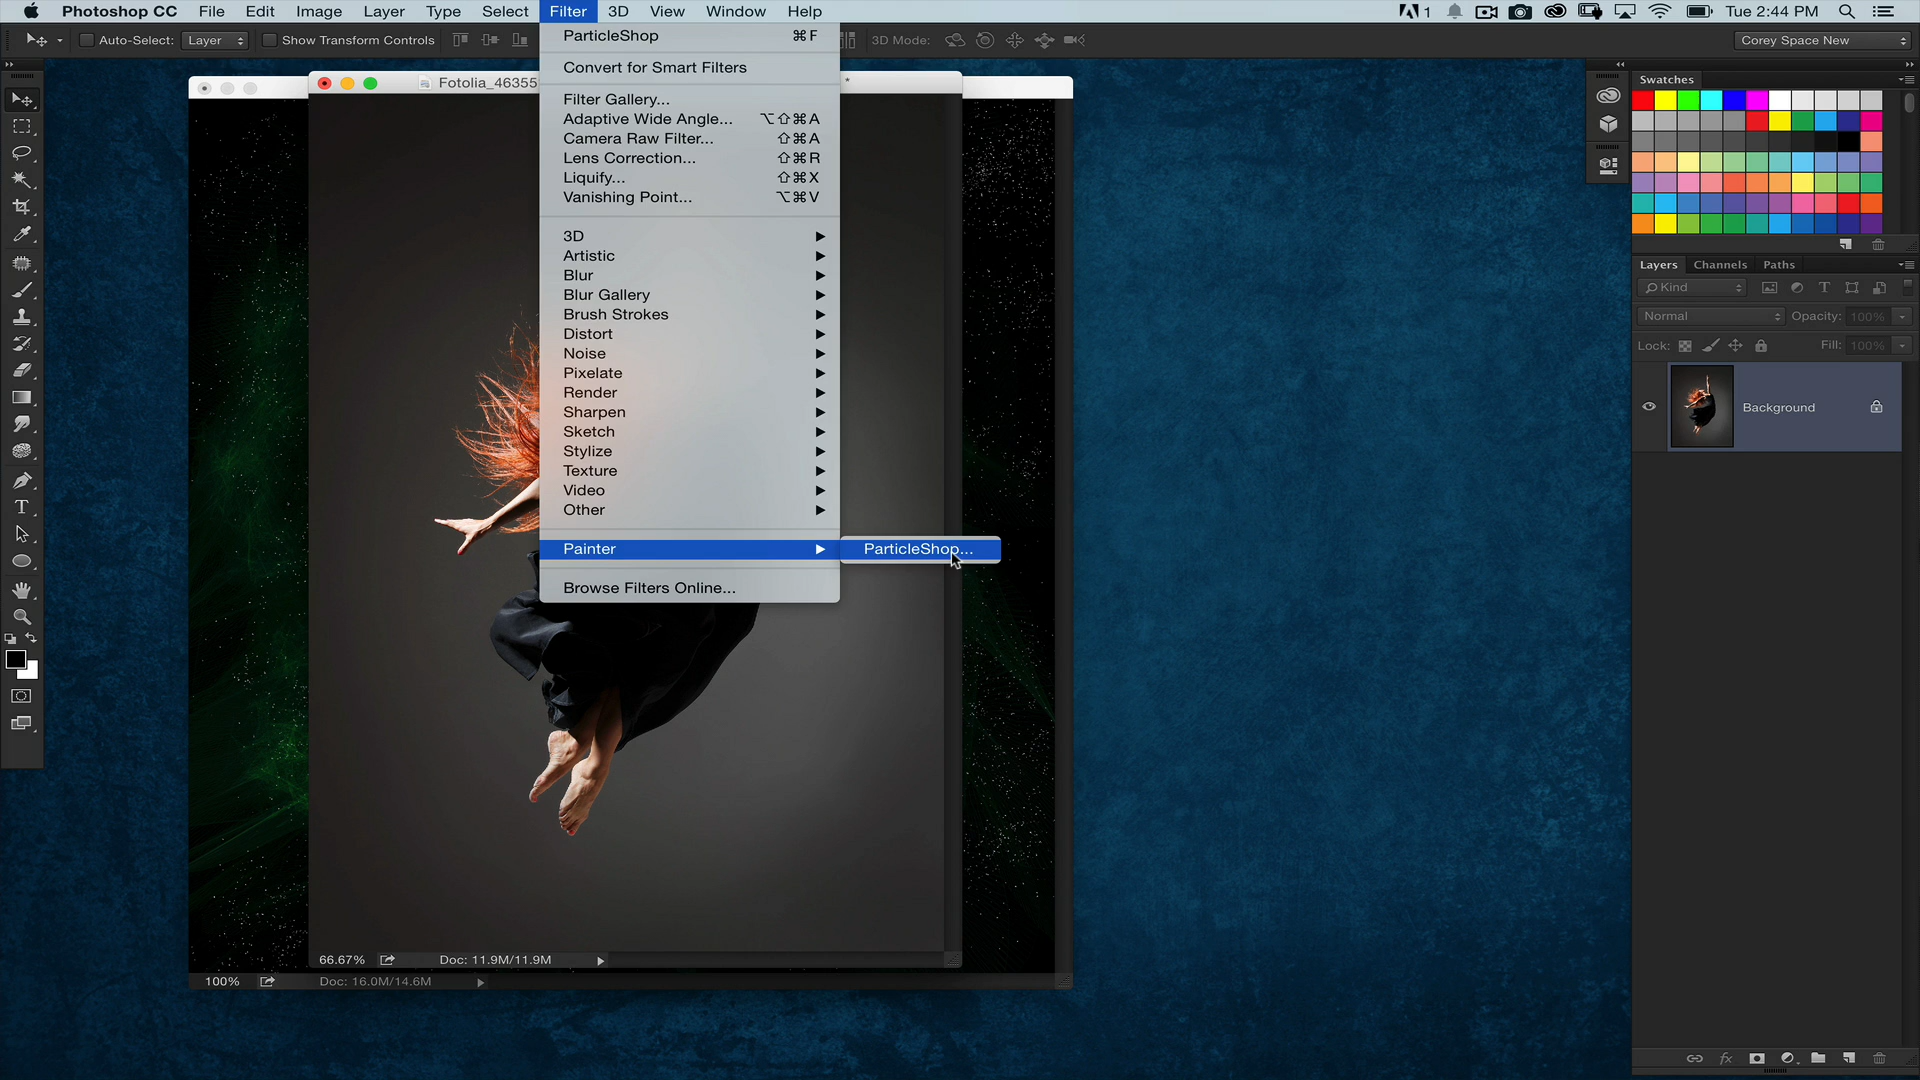 Photoshop CC File Edit Image Layer Type Select Filter 3D View Window Help
1 Tue 2:44 PM
Auto-Select: Layer Show Transform Controls
3D Mode:
Corey Space New
Fotolia_46355
*
ParticleShop ⌘F
Convert for Smart Filters
Filter Gallery...
Adaptive Wide Angle... ⌥⇧⌘A
Camera Raw Filter... ⇧⌘A
Lens Correction... ⇧⌘R
Liquify... ⇧⌘X
Vanishing Point... ⌥⌘V
3D
Artistic
Blur
Blur Gallery
Brush Strokes
Distort
Noise
Pixelate
Render
Sharpen
Sketch
Stylize
Texture
Video
Other
Painter
ParticleShop...
Browse Filters Online...
66.67% Doc: 11.9M/11.9M
100% Doc: 16.0M/14.6M
Swatches
Layers Channels Paths
Kind
Normal Opacity: 100%
Lock: Fill: 100%
Background
fx